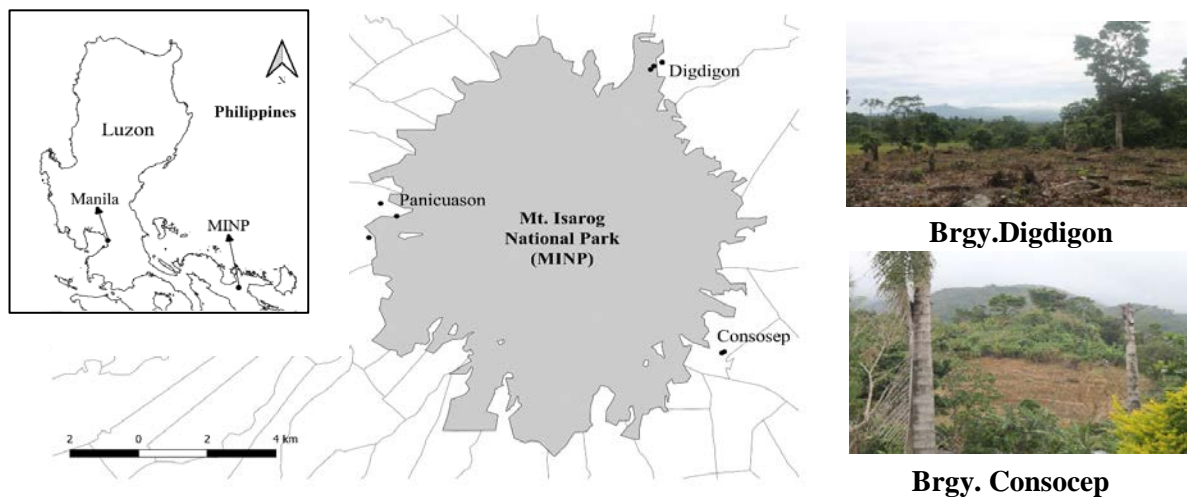 N
Philippines
Luzon
Manila
MINP
Digdigon
Panicuason
Mt. Isarog
National Park
(MINP)
Consosep
2 0 2 4 km
Brgy.Digdigon
Brgy. Consocep